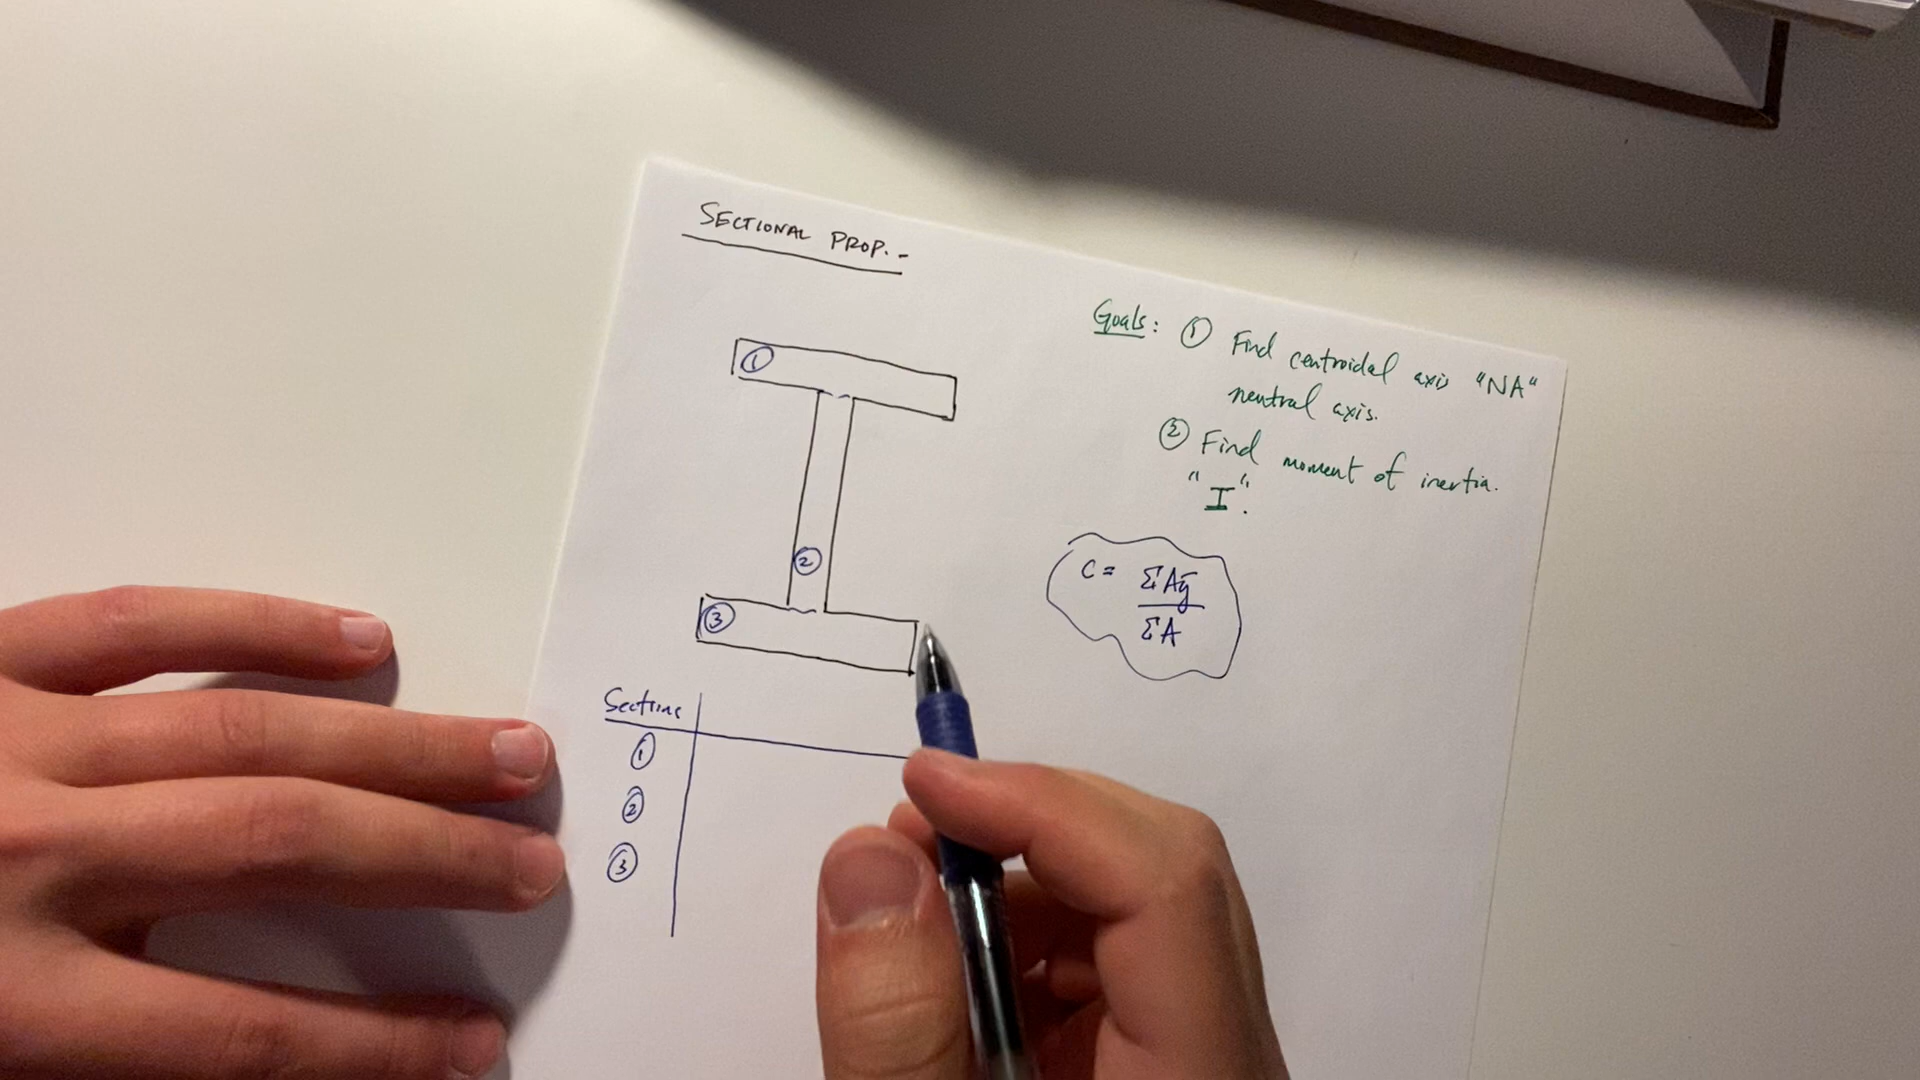 SECTIONAL PROP.-
Goals: ① Find centroidal axis "NA"
neutral axis.
② Find moment of inertia.
"I".
①
②
③
C = ΣAȳ
ΣA
Sections
①
②
③